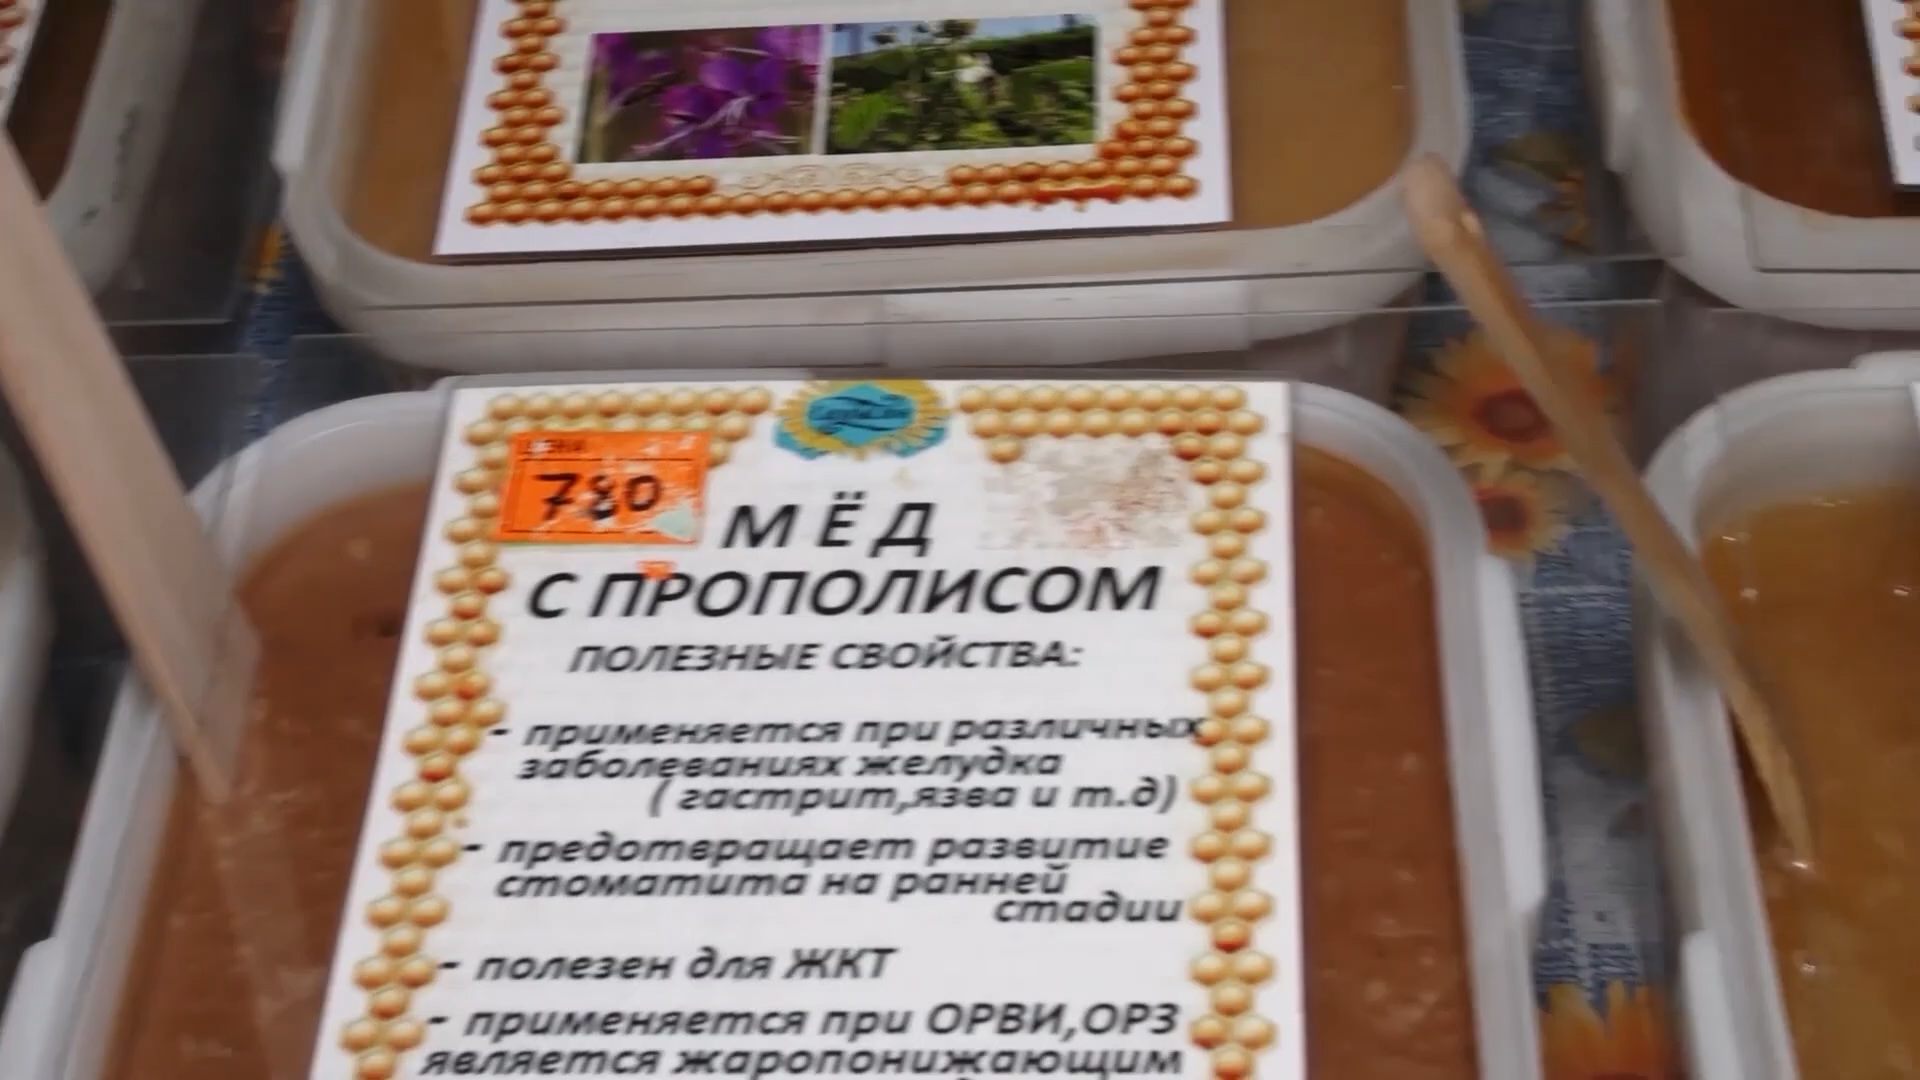 ЦЕНА
780
МЁД
С ПРОПОЛИСОМ
ПОЛЕЗНЫЕ СВОЙСТВА:
- применяется при различных
заболеваниях желудка
( гастрит,язва и т.д)
- предотвращает развитие
стоматита на ранней
стадии
- полезен для ЖКТ
- применяется при ОРВИ,ОРЗ
является жаропонижающим